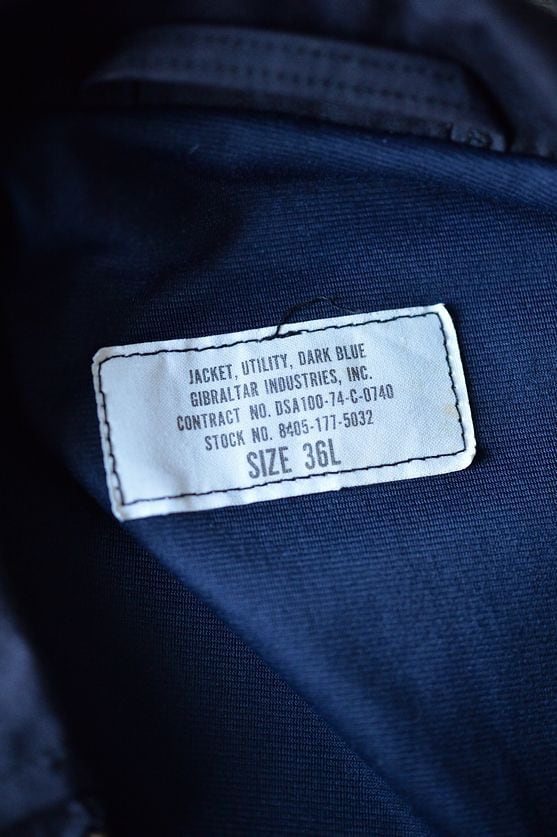 JACKET, UTILITY, DARK BLUE
GIBRALTAR INDUSTRIES, INC.
CONTRACT NO. DSA100-74-C-0740
STOCK NO. 8405-177-5032
SIZE 36L